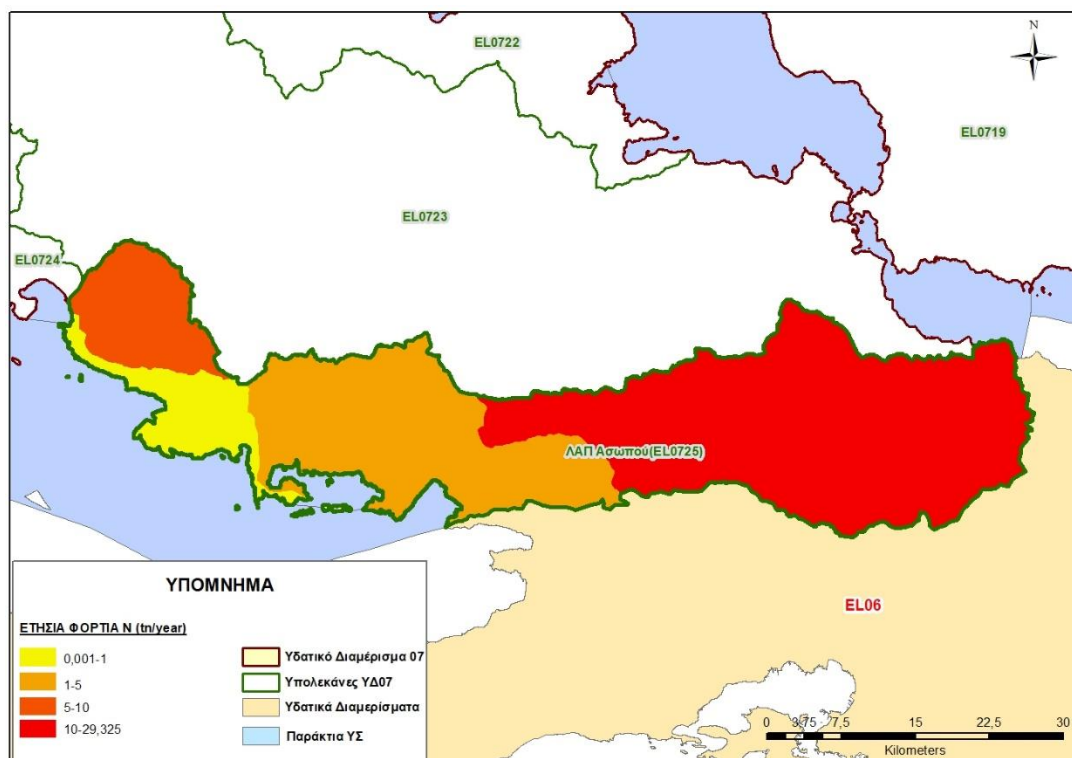 N
EL0722
EL0719
EL0723
EL0724
ΛΑΠ Ασωπού(EL0725)
EL06
ΥΠΟΜΝΗΜΑ
ΕΤΗΣΙΑ ΦΟΡΤΙΑ Ν (tn/year)
0,001-1
1-5
5-10
10-29,325
Υδατικό Διαμέρισμα 07
Υπολεκάνες ΥΔ07
Υδατικά Διαμερίσματα
Παράκτια ΥΣ
0 3,75 7,5 15 22,5 30
Kilometers